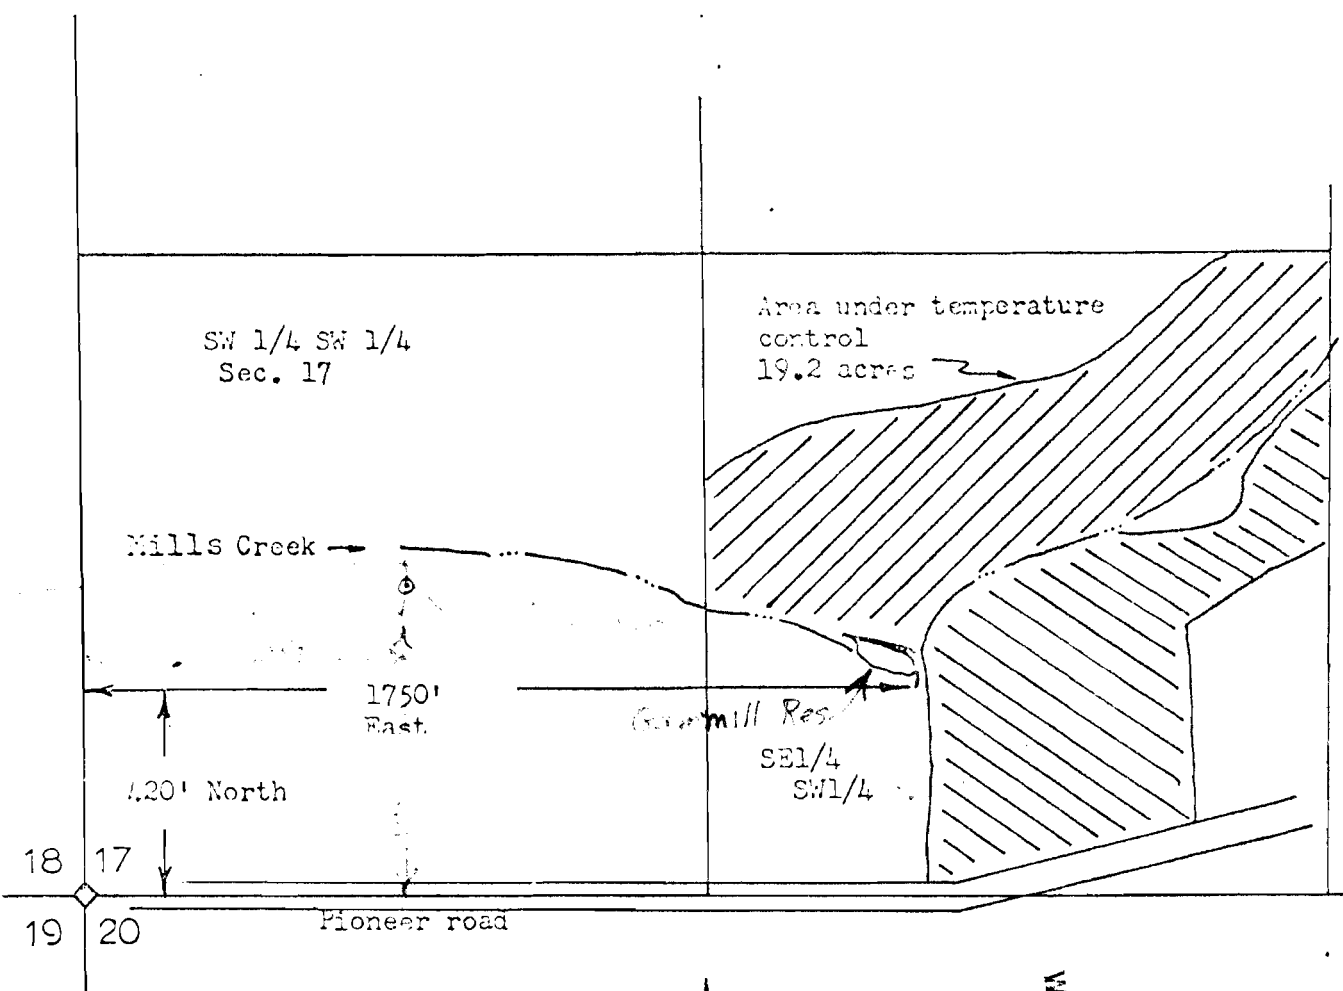 Area under temperature
control
19.2 acres
SW 1/4 SW 1/4
Sec. 17
Mills Creek
1750'
East
Res.
SE1/4
SW1/4
420' North
18 17
19 20
Pioneer road